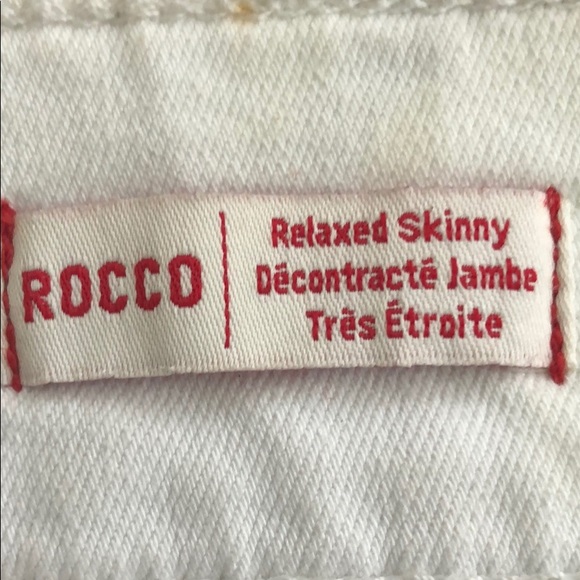 ROCCO
Relaxed Skinny
Décontracté Jambe
Très Étroite